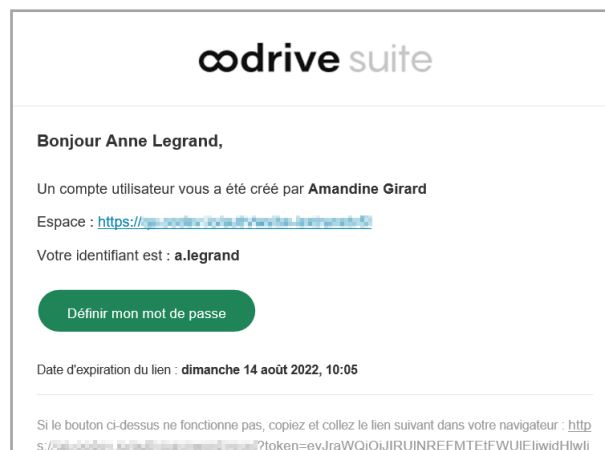 oodrive suite
Bonjour Anne Legrand,
Un compte utilisateur vous a été créé par Amandine Girard
Espace : https://
Votre identifiant est : a.legrand
Définir mon mot de passe
Date d'expiration du lien : dimanche 14 août 2022, 10:05
Si le bouton ci-dessus ne fonctionne pas, copiez et collez le lien suivant dans votre navigateur : http
s:/